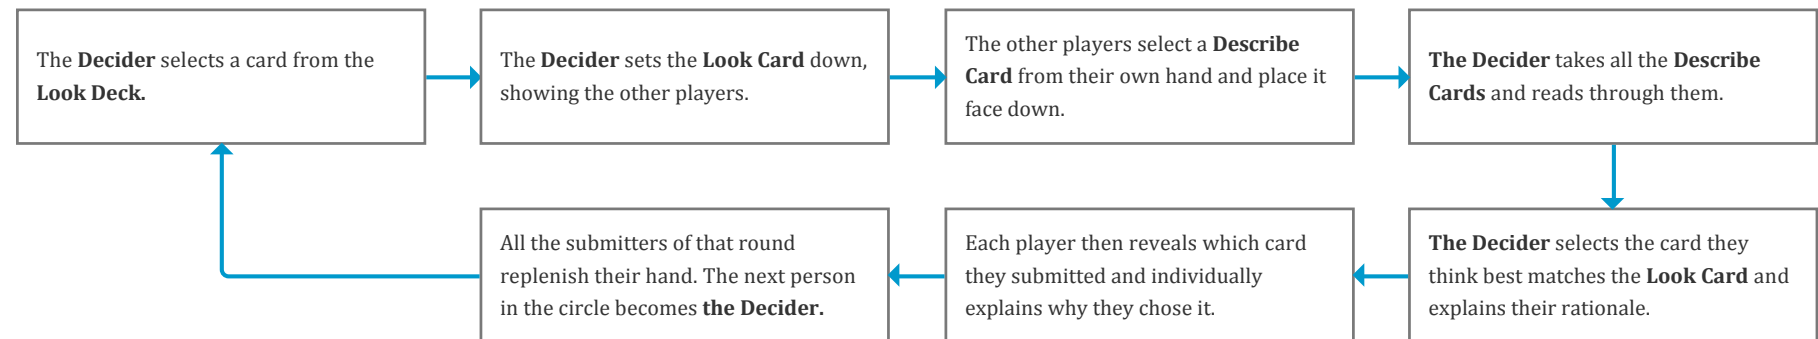 The Decider selects a card from the
Look Deck.
The Decider sets the Look Card down,
showing the other players.
The other players select a Describe
Card from their own hand and place it
face down.
The Decider takes all the Describe
Cards and reads through them.
The Decider selects the card they
think best matches the Look Card and
explains their rationale.
Each player then reveals which card
they submitted and individually
explains why they chose it.
All the submitters of that round
replenish their hand. The next person
in the circle becomes the Decider.